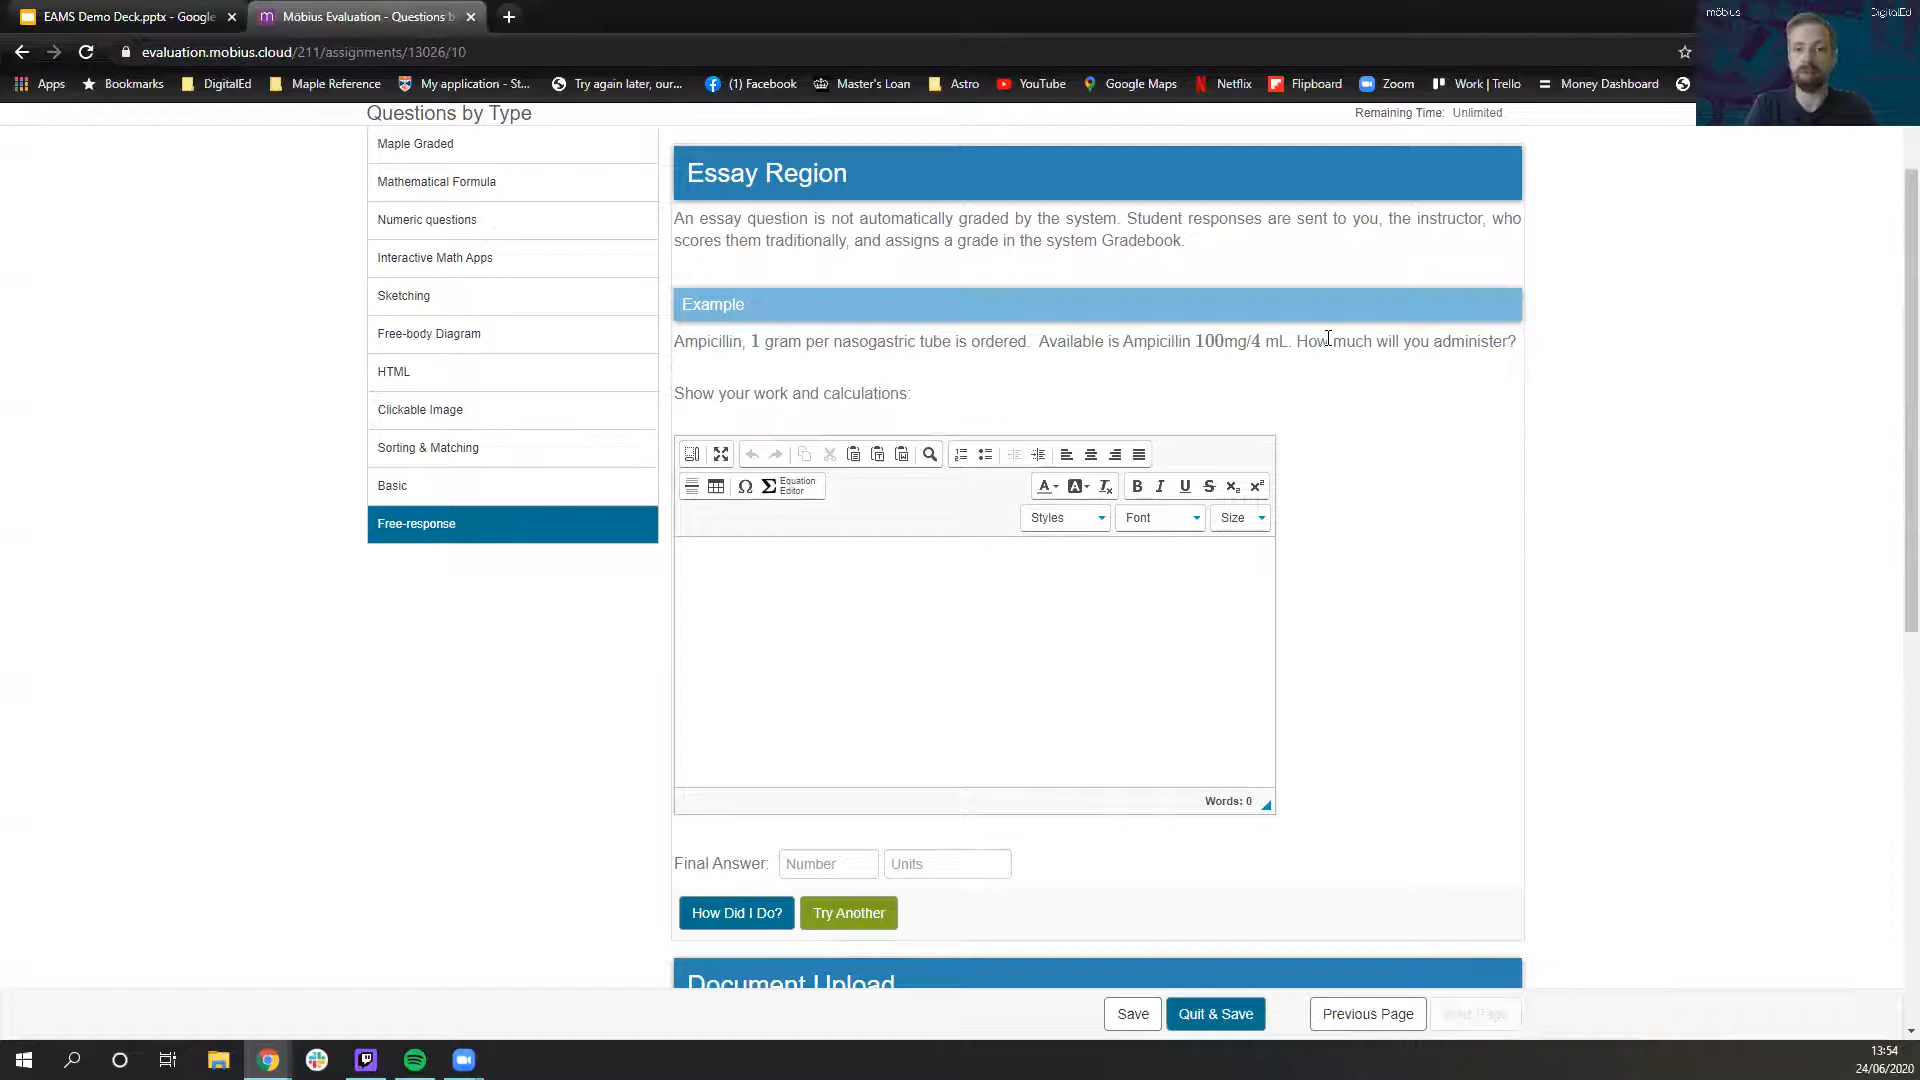 EAMS Demo Deck.pptx - Google
Möbius Evaluation - Questions b
möbius
DigitalEd
evaluation.mobius.cloud/211/assignments/13026/10
Apps
Bookmarks
DigitalEd
Maple Reference
My application - St...
Try again later, our...
(1) Facebook
Master's Loan
Astro
YouTube
Google Maps
Netflix
Flipboard
Zoom
Work | Trello
Money Dashboard
Questions by Type
Remaining Time: Unlimited
Maple Graded
Mathematical Formula
Numeric questions
Interactive Math Apps
Sketching
Free-body Diagram
HTML
Clickable Image
Sorting & Matching
Basic
Free-response
Essay Region
An essay question is not automatically graded by the system. Student responses are sent to you, the instructor, who
scores them traditionally, and assigns a grade in the system Gradebook.
Example
Ampicillin, 1 gram per nasogastric tube is ordered. Available is Ampicillin 100mg/4 mL. How much will you administer?
Show your work and calculations:
Equation
Editor
Styles
Font
Size
Words: 0
Final Answer:
Number
Units
How Did I Do?
Try Another
Document Upload
Save
Quit & Save
Previous Page
Next Page
13:54
24/06/2020